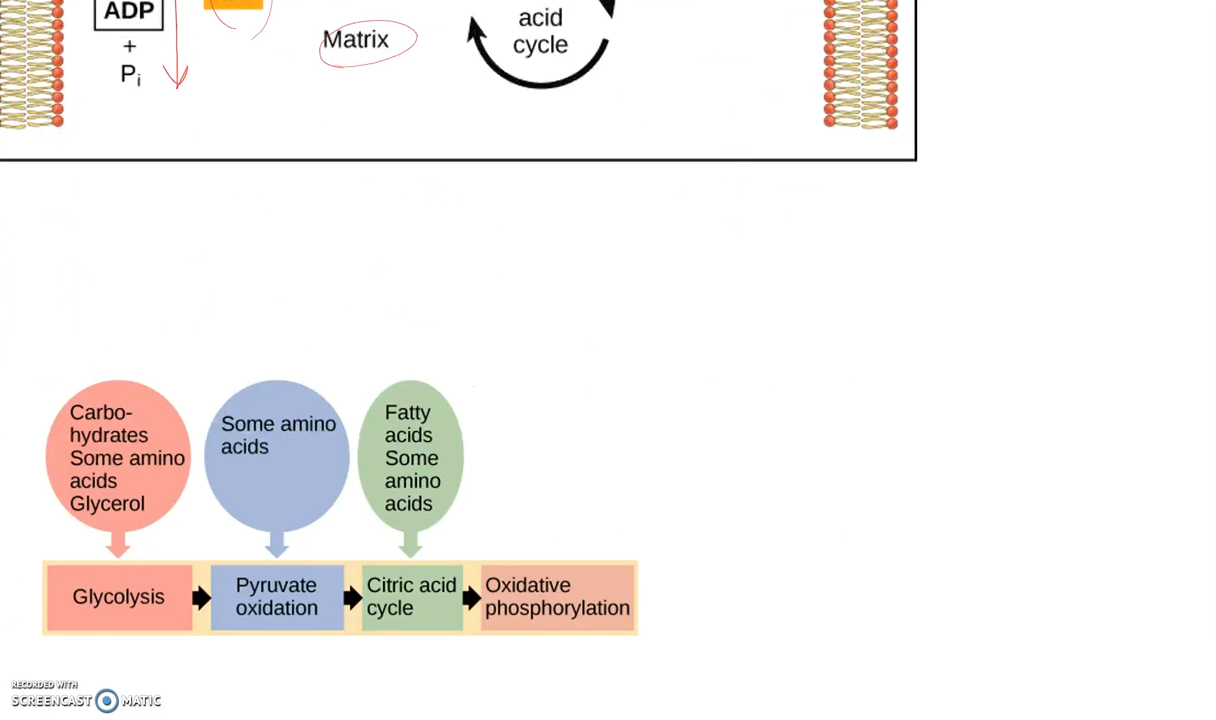 ADP
+
Pi
Matrix
acid
cycle
Carbo-
hydrates
Some amino
acids
Glycerol
Some amino
acids
Fatty
acids
Some
amino
acids
Glycolysis
Pyruvate
oxidation
Citric acid
cycle
Oxidative
phosphorylation
RECORDED WITH
SCREENCAST MATIC